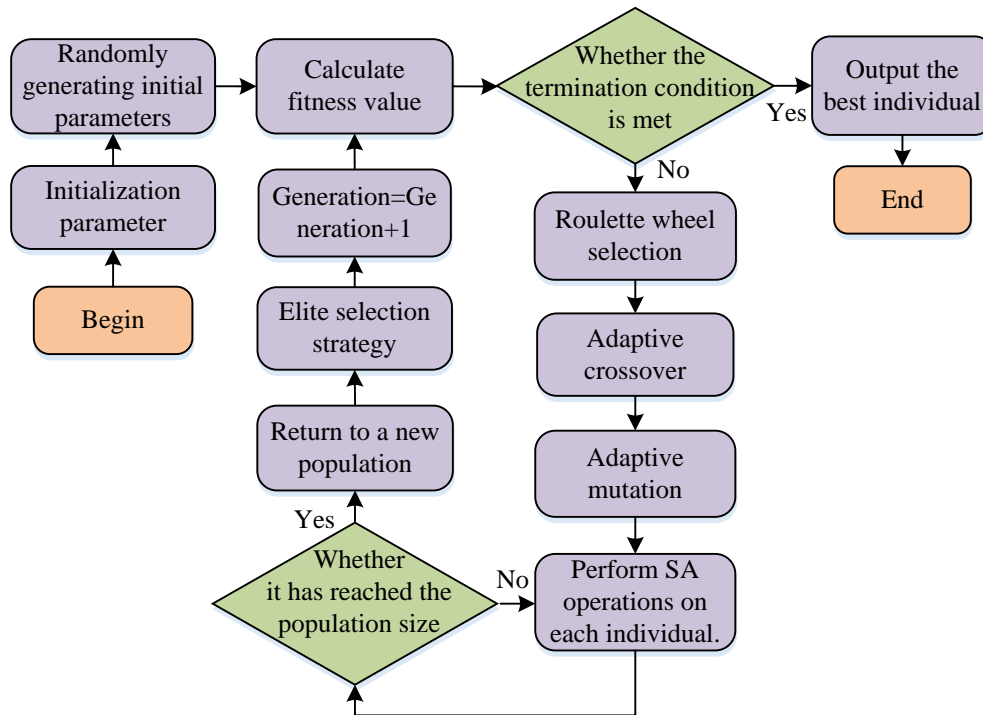 Randomly
generating initial
parameters
Calculate
fitness value
Whether the
termination condition
is met
Yes
Output the
best individual
No
End
Initialization
parameter
Begin
Generation=Ge
neration+1
Roulette wheel
selection
Elite selection
strategy
Adaptive
crossover
Return to a new
population
Adaptive
mutation
Yes
Whether
it has reached the
population size
No
Perform SA
operations on
each individual.